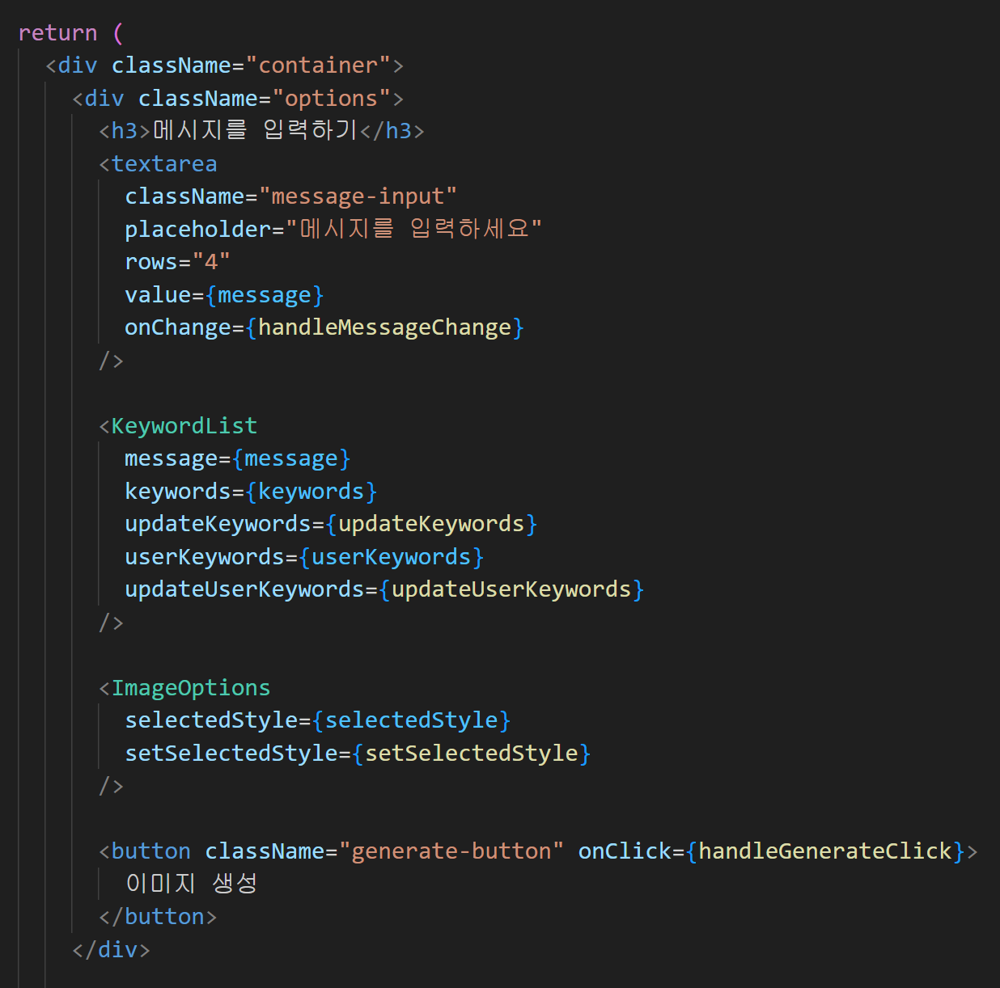 return (
<div className="container">
<div className="options">
<h3>메시지를 입력하기</h3>
<textarea
className="message-input"
placeholder="메시지를 입력하세요"
rows="4"
value={message}
onChange={handleMessageChange}
/>
<KeywordList
message={message}
keywords={keywords}
updateKeywords={updateKeywords}
userKeywords={userKeywords}
updateUserKeywords={updateUserKeywords}
/>
<ImageOptions
selectedStyle={selectedStyle}
setSelectedStyle={setSelectedStyle}
/>
<button className="generate-button" onClick={handleGenerateClick}>
이미지 생성
</button>
</div>